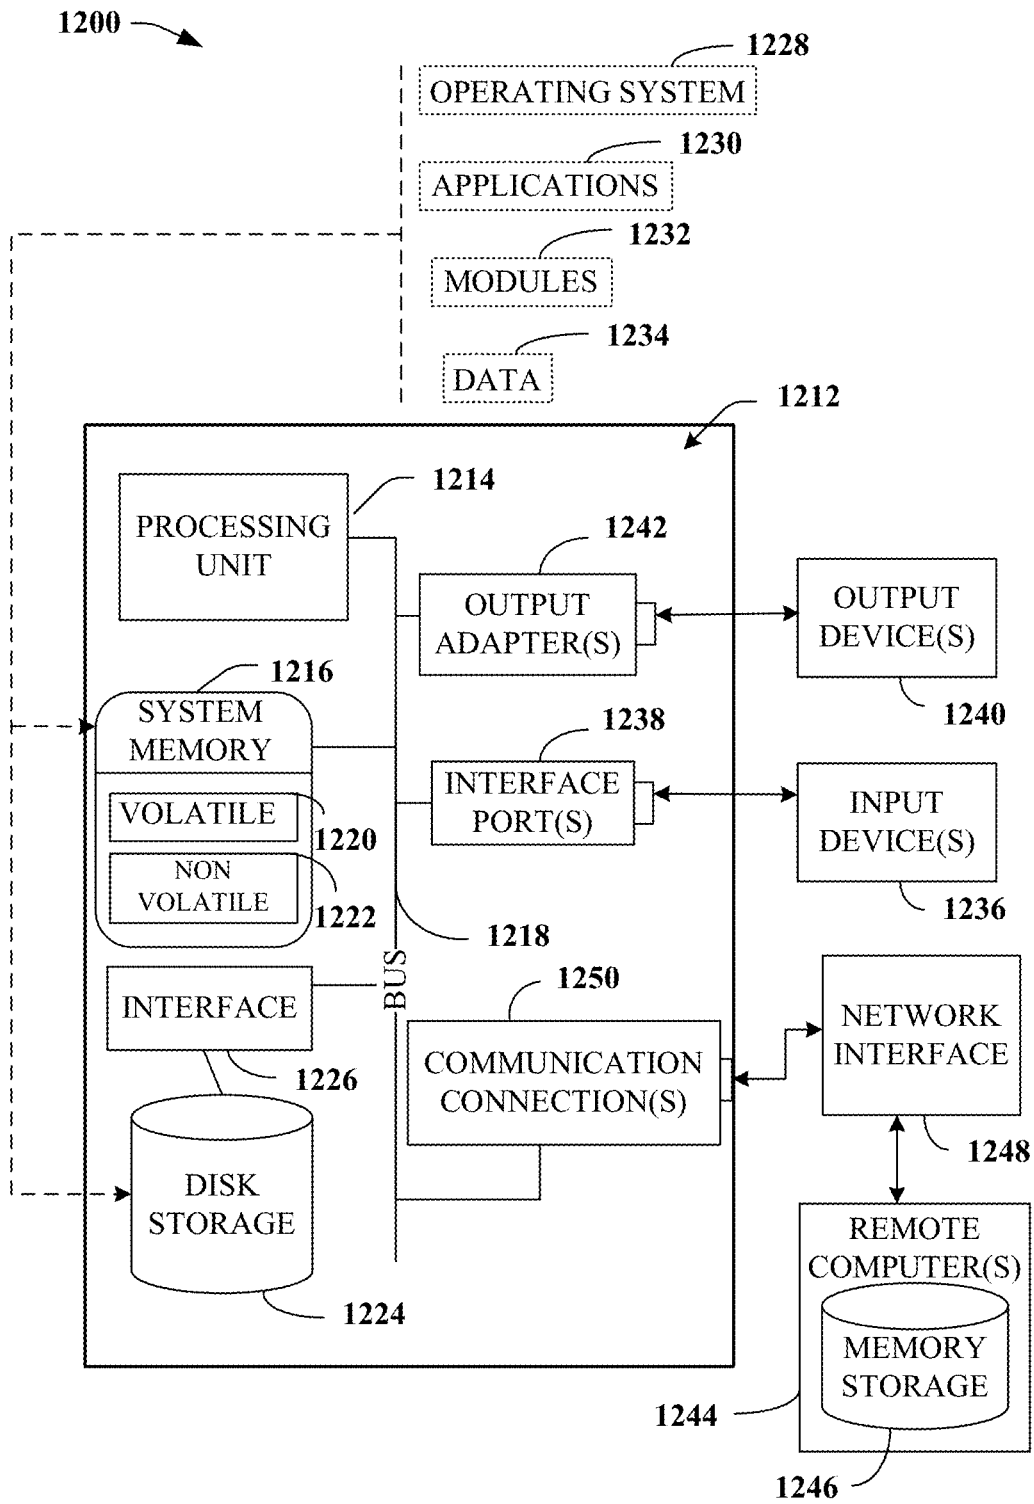 1200
1228
OPERATING SYSTEM
1230
APPLICATIONS
1232
MODULES
1234
DATA
1212
1214
PROCESSING
UNIT
1242
OUTPUT
ADAPTER(S)
OUTPUT
DEVICE(S)
1240
1216
SYSTEM
MEMORY
VOLATILE
1220
NON
VOLATILE
1222
1238
INTERFACE
PORT(S)
INPUT
DEVICE(S)
1236
1218
BUS
INTERFACE
1226
1250
COMMUNICATION
CONNECTION(S)
NETWORK
INTERFACE
1248
DISK
STORAGE
1224
REMOTE
COMPUTER(S)
MEMORY
STORAGE
1244
1246